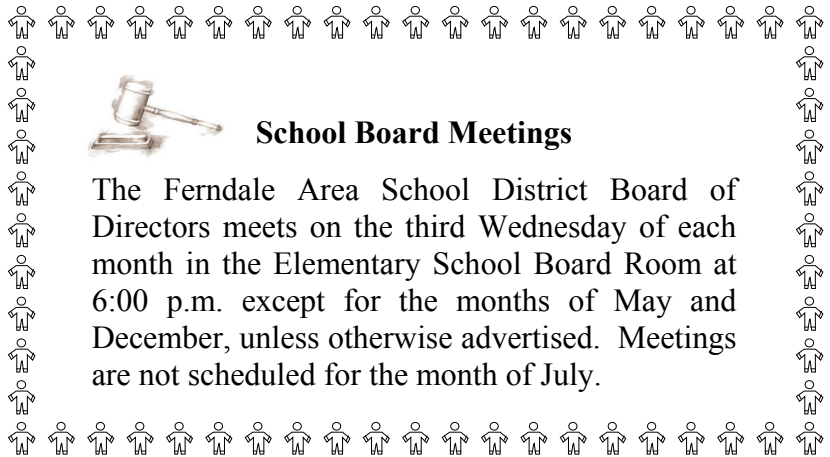 School Board Meetings
The Ferndale Area School District Board of
Directors meets on the third Wednesday of each
month in the Elementary School Board Room at
6:00 p.m. except for the months of May and
December, unless otherwise advertised.  Meetings
are not scheduled for the month of July.